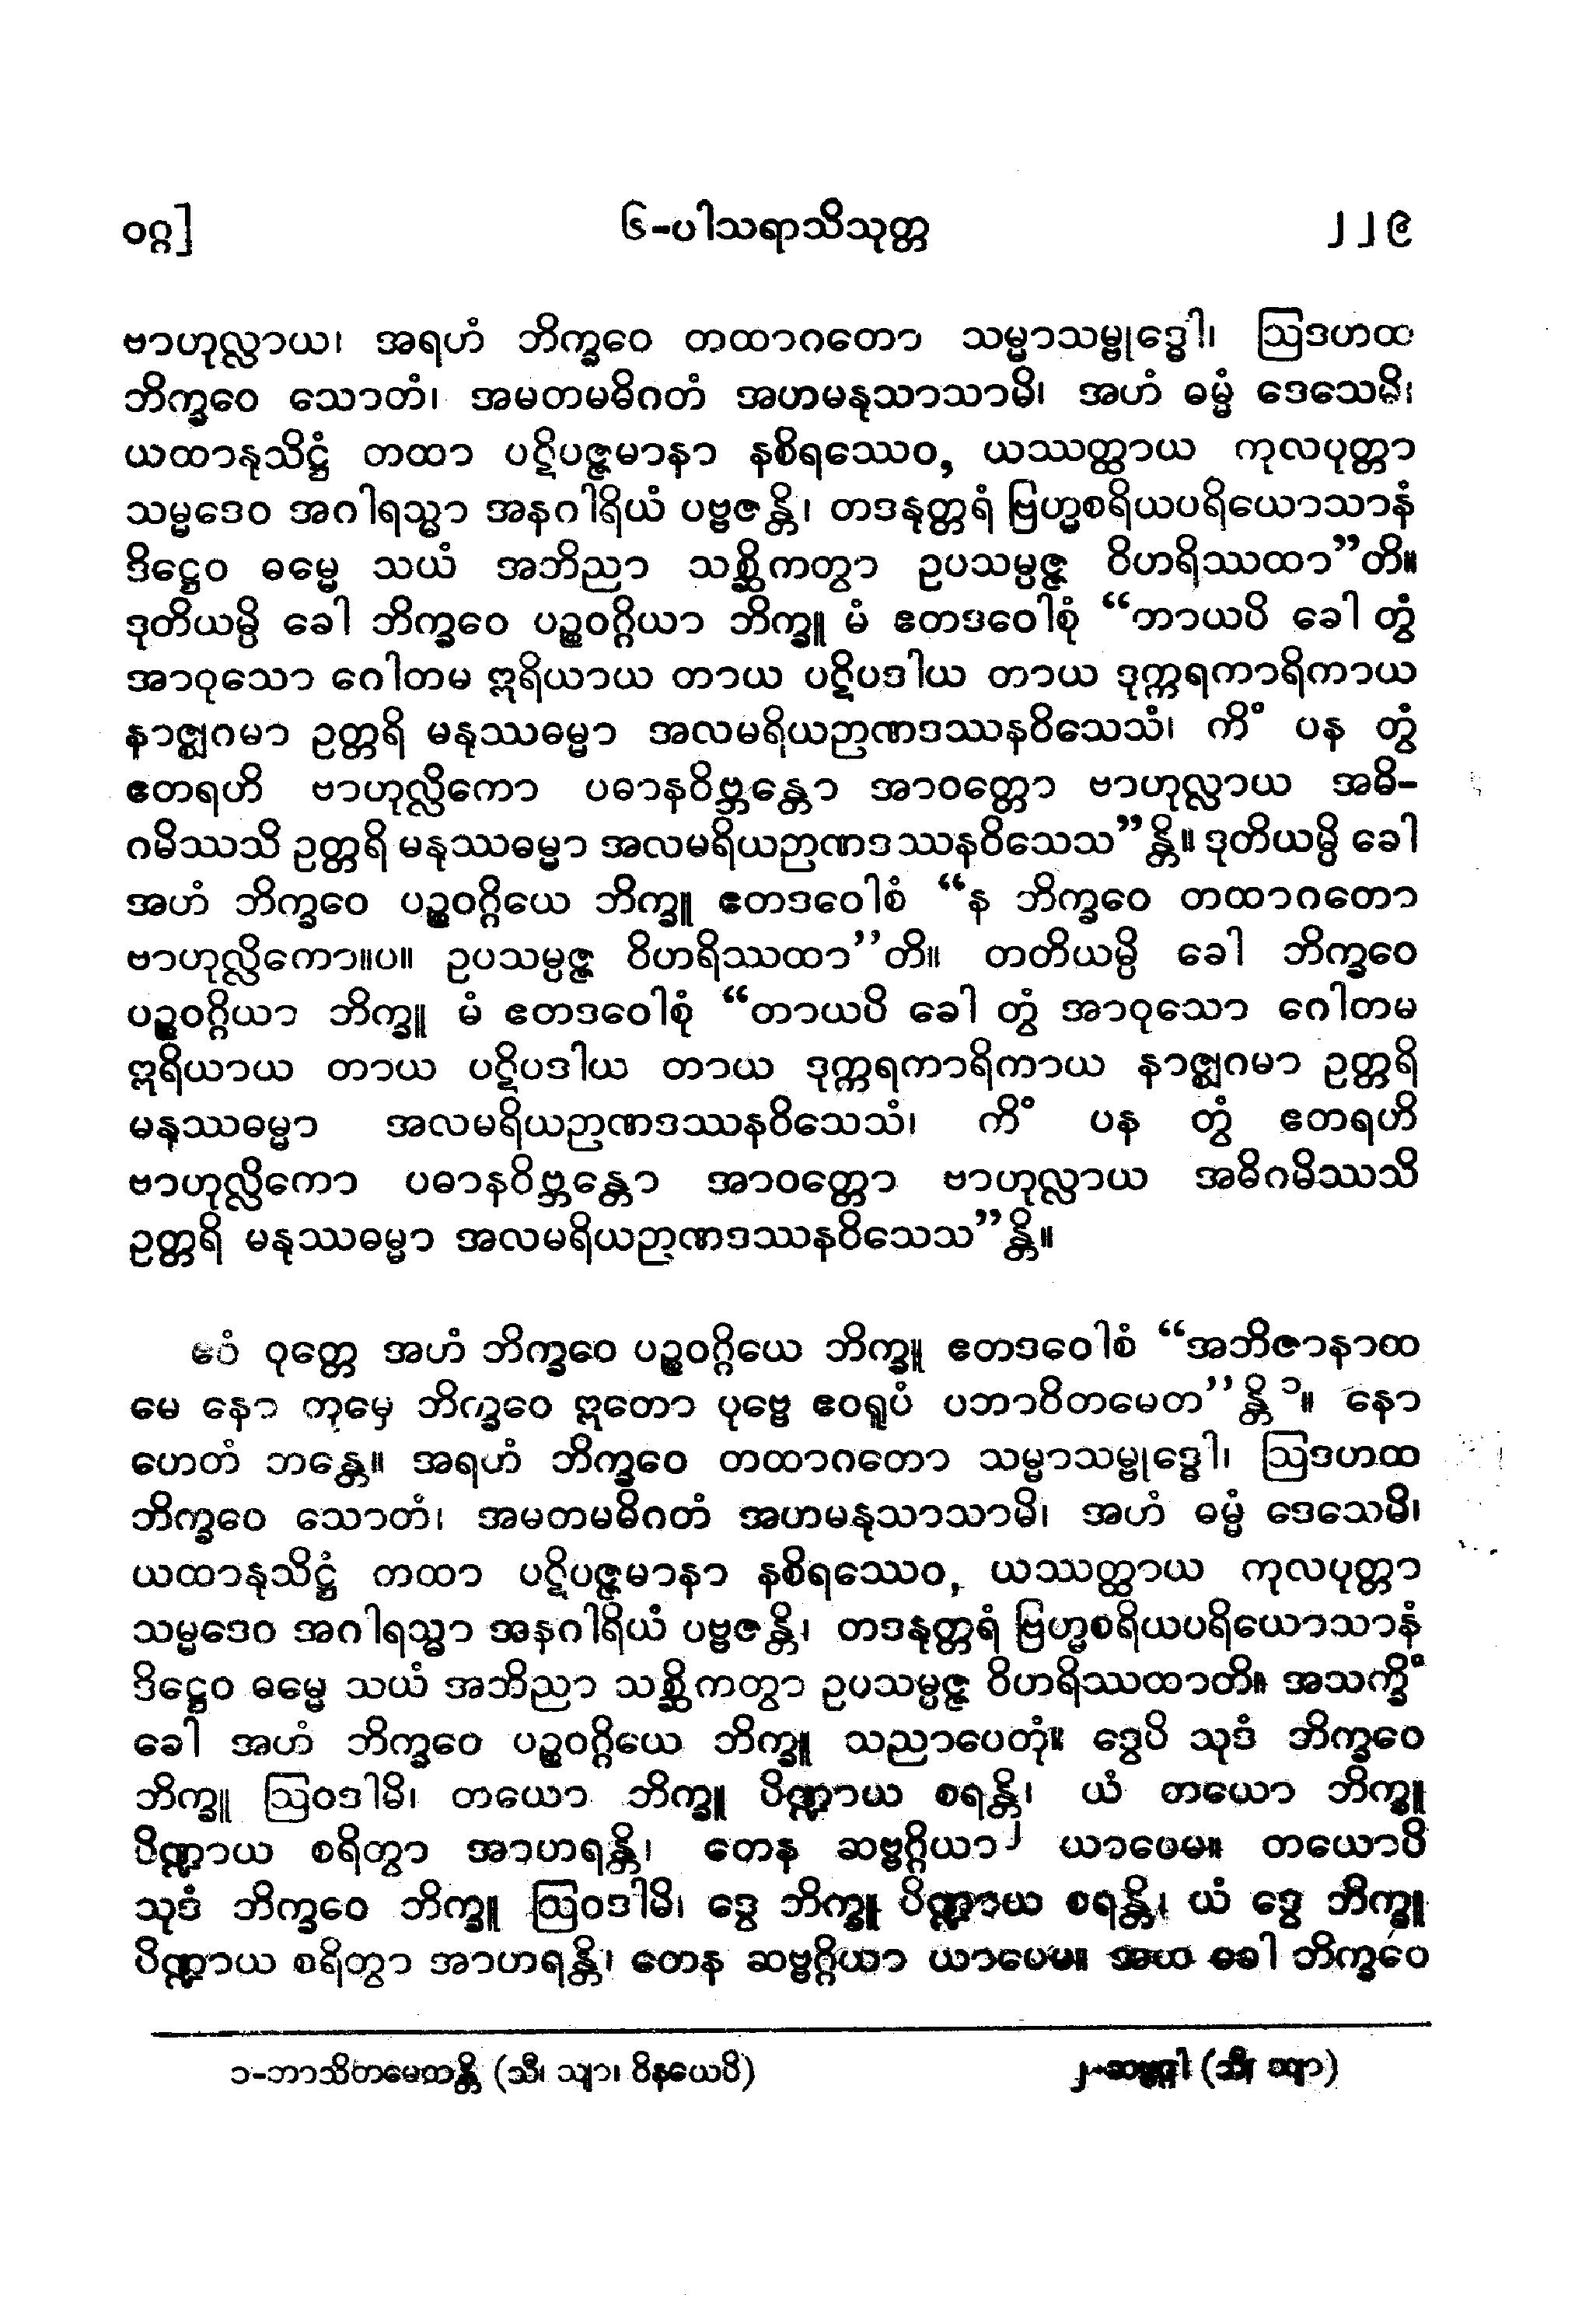 ဝဂ္ဂ]
၆-ပါသရာသိသုတ္တ
၂၂၉
ဗာဟုလ္လာယ၊ အရဟံ ဘိက္ခဝေ တထာဂတော သမ္မာသမ္ဗုဒ္ဓေါ၊ ဩဒဟထ
ဘိက္ခဝေ သောတံ၊ အမတမဓိဂတံ အဟမနုသာသာမိ၊ အဟံ ဓမ္မံ ဒေသေမိ၊
ယထာနုသိဋ္ဌံ တထာ ပဋိပဇ္ဇမာနာ နစိရဿေဝ, ယဿတ္ထာယ ကုလပုတ္တာ
သမ္မဒေဝ အဂါရသ္မာ အနဂါရိယံ ပဗ္ဗဇန္တိ၊ တဒနုတ္တရံ ဗြဟ္မစရိယပရိယောသာနံ
ဒိဋ္ဌေဝ ဓမ္မေ သယံ အဘိညာ သစ္ဆိကတွာ ဥပသမ္ပဇ္ဇ ဝိဟရိဿထာ”တိ။
ဒုတိယမ္ပိ ခေါ ဘိက္ခဝေ ပဉ္စဝဂ္ဂိယာ ဘိက္ခူ မံ ဧတဒဝေါစုံ “တာယပိ ခေါ တွံ
အာဝုသော ဂေါတမ ဣရိယာယ တာယ ပဋိပဒါယ တာယ ဒုက္ကရကာရိကာယ
နာဇ္ဈဂမာ ဥတ္တရိ မနုဿဓမ္မာ အလမရိယဉာဏဒဿနဝိသေသံ၊ ကိံ ပန တွံ
ဧတရဟိ ဗာဟုလ္လိကော ပဓာနဝိဗ္ဘန္တော အာဝတ္တော ဗာဟုလ္လာယ အဓိ-
ဂမိဿသိ ဥတ္တရိ မနုဿဓမ္မာ အလမရိယဉာဏဒဿနဝိသေသ”န္တိ။ ဒုတိယမ္ပိ ခေါ
အဟံ ဘိက္ခဝေ ပဉ္စဝဂ္ဂိယေ ဘိက္ခူ ဧတဒဝေါစံ “န ဘိက္ခဝေ တထာဂတော
ဗာဟုလ္လိကော။ပ။ ဥပသမ္ပဇ္ဇ ဝိဟရိဿထာ”တိ။ တတိယမ္ပိ ခေါ ဘိက္ခဝေ
ပဉ္စဝဂ္ဂိယာ ဘိက္ခူ မံ ဧတဒဝေါစုံ “တာယပိ ခေါ တွံ အာဝုသော ဂေါတမ
ဣရိယာယ တာယ ပဋိပဒါယ တာယ ဒုက္ကရကာရိကာယ နာဇ္ဈဂမာ ဥတ္တရိ
မနုဿဓမ္မာ အလမရိယဉာဏဒဿနဝိသေသံ၊ ကိံ ပန တွံ ဧတရဟိ
ဗာဟုလ္လိကော ပဓာနဝိဗ္ဘန္တော အာဝတ္တော ဗာဟုလ္လာယ အဓိဂမိဿသိ
ဥတ္တရိ မနုဿဓမ္မာ အလမရိယဉာဏဒဿနဝိသေသ”န္တိ။
ဧဝံ ဝုတ္တေ အဟံ ဘိက္ခဝေ ပဉ္စဝဂ္ဂိယေ ဘိက္ခူ ဧတဒဝေါစံ “အဘိဇာနာထ
မေ နော တုမှေ ဘိက္ခဝေ ဣတော ပုဗ္ဗေ ဧဝရူပံ ပဘာဝိတမေတ”န္တိ ၁။ နော
ဟေတံ ဘန္တေ။ အရဟံ ဘိက္ခဝေ တထာဂတော သမ္မာသမ္ဗုဒ္ဓေါ၊ ဩဒဟထ
ဘိက္ခဝေ သောတံ၊ အမတမဓိဂတံ အဟမနုသာသာမိ၊ အဟံ ဓမ္မံ ဒေသေမိ၊
ယထာနုသိဋ္ဌံ တထာ ပဋိပဇ္ဇမာနာ နစိရဿေဝ, ယဿတ္ထာယ ကုလပုတ္တာ
သမ္မဒေဝ အဂါရသ္မာ အနဂါရိယံ ပဗ္ဗဇန္တိ၊ တဒနုတ္တရံ ဗြဟ္မစရိယပရိယောသာနံ
ဒိဋ္ဌေဝ ဓမ္မေ သယံ အဘိညာ သစ္ဆိကတွာ ဥပသမ္ပဇ္ဇ ဝိဟရိဿထာတိ။ အသက္ခိံ
ခေါ အဟံ ဘိက္ခဝေ ပဉ္စဝဂ္ဂိယေ ဘိက္ခူ သညာပေတုံ။ ဒွေပိ သုဒံ ဘိက္ခဝေ
ဘိက္ခူ ဩဝဒါမိ၊ တယော ဘိက္ခူ ပိဏ္ဍာယ စရန္တိ၊ ယံ တယော ဘိက္ခူ
ပိဏ္ဍာယ စရိတွာ အာဟရန္တိ၊ တေန ဆဗ္ဗဂ္ဂိယာ ၂ ယာပေမ။ တယောပိ
သုဒံ ဘိက္ခဝေ ဘိက္ခူ ဩဝဒါမိ၊ ဒွေ ဘိက္ခူ ပိဏ္ဍာယ စရန္တိ၊ ယံ ဒွေ ဘိက္ခူ
ပိဏ္ဍာယ စရိတွာ အာဟရန္တိ၊ တေန ဆဗ္ဗဂ္ဂိယာ ယာပေမ။ အထ ခေါ ဘိက္ခဝေ
၁-ဘာသိတမေတန္တိ (သီ၊ သျာ၊ ဝိနယေပိ)
၂-ဆဗ္ဗဂ္ဂါ (သီ၊ သျာ)